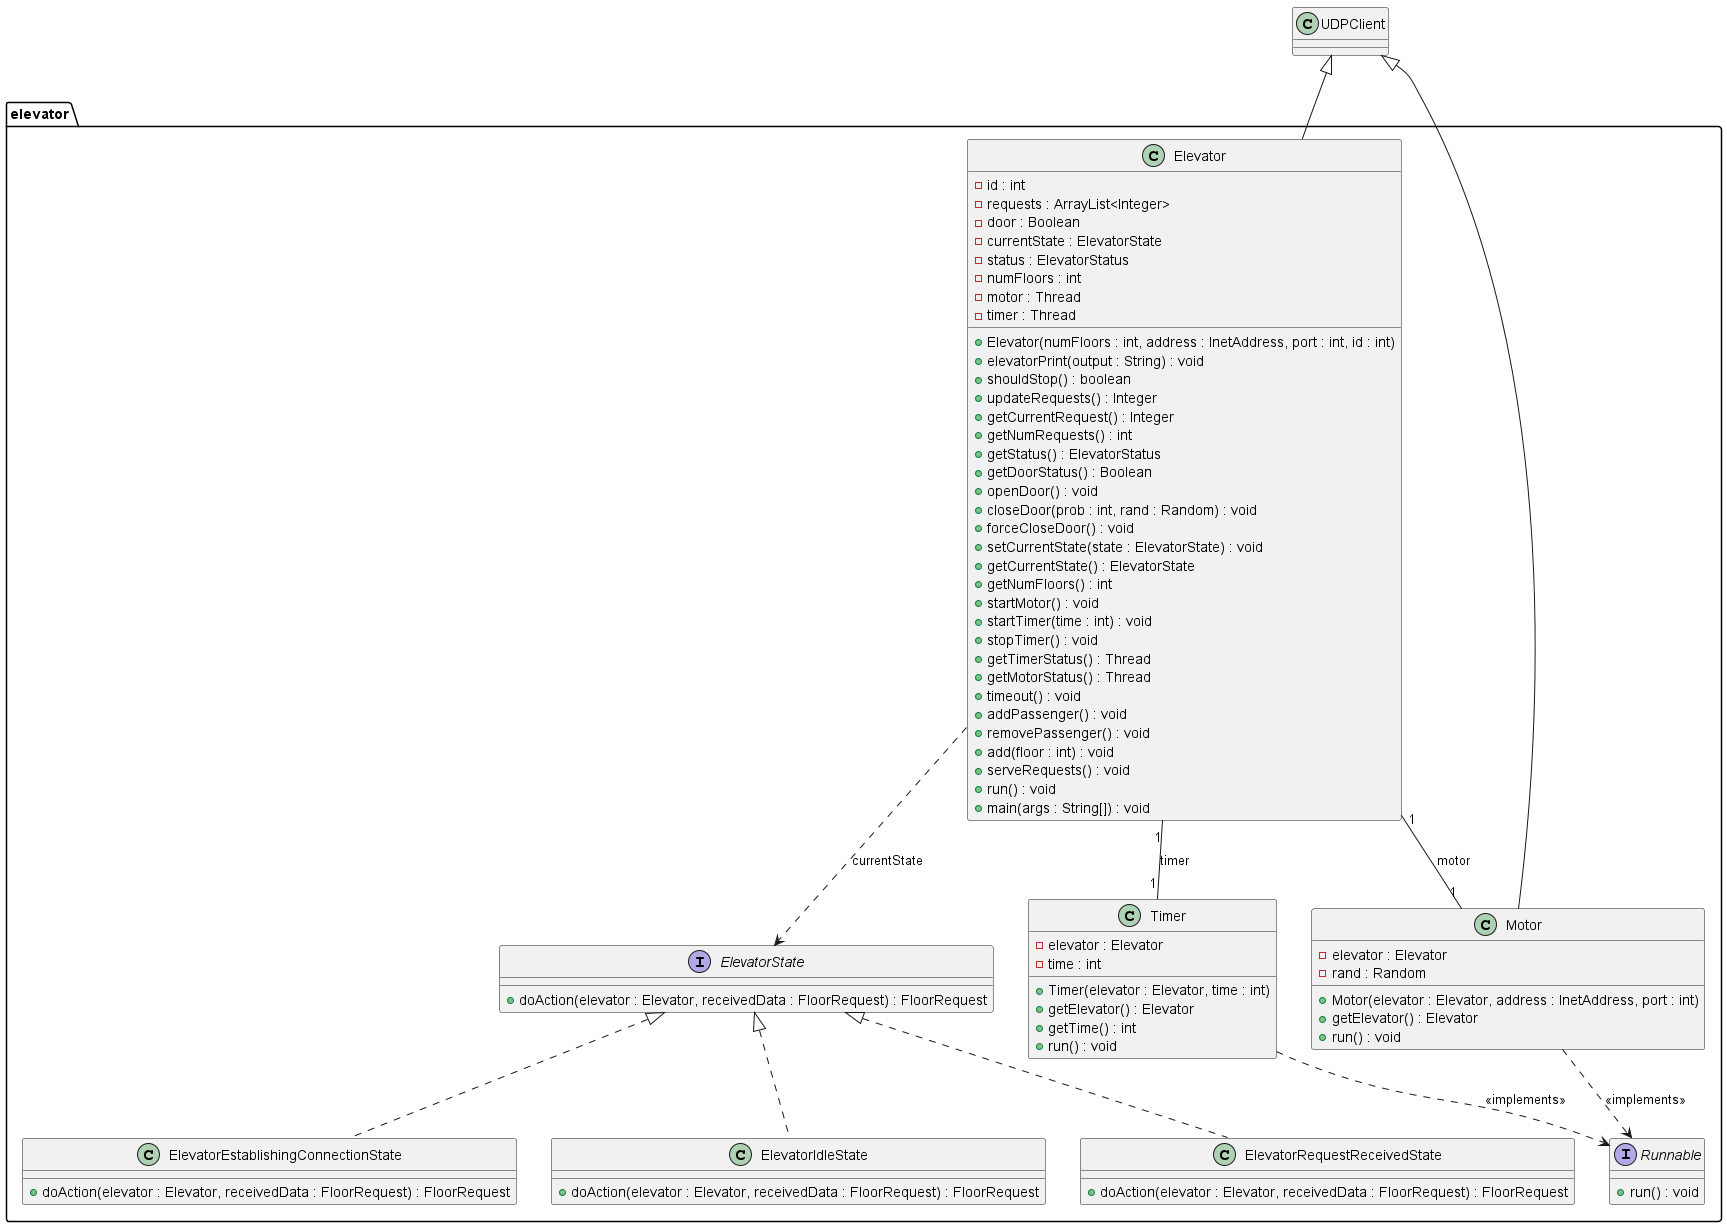 UDPClient
elevator
Elevator
id : int
requests : ArrayList<Integer>
door : Boolean
currentState : ElevatorState
status : ElevatorStatus
numFloors : int
motor : Thread
timer : Thread
Elevator(numFloors : int, address : InetAddress, port : int, id : int)
elevatorPrint(output : String) : void
shouldStop() : boolean
updateRequests() : Integer
getCurrentRequest() : Integer
getNumRequests() : int
getStatus() : ElevatorStatus
getDoorStatus() : Boolean
openDoor() : void
closeDoor(prob : int, rand : Random) : void
forceCloseDoor() : void
setCurrentState(state : ElevatorState) : void
getCurrentState() : ElevatorState
getNumFloors() : int
startMotor() : void
startTimer(time : int) : void
stopTimer() : void
getTimerStatus() : Thread
getMotorStatus() : Thread
timeout() : void
addPassenger() : void
removePassenger() : void
add(floor : int) : void
serveRequests() : void
run() : void
main(args : String[]) : void
1
1
currentState
timer
motor
1
1
ElevatorState
doAction(elevator : Elevator, receivedData : FloorRequest) : FloorRequest
Timer
elevator : Elevator
time : int
Timer(elevator : Elevator, time : int)
getElevator() : Elevator
getTime() : int
run() : void
Motor
elevator : Elevator
rand : Random
Motor(elevator : Elevator, address : InetAddress, port : int)
getElevator() : Elevator
run() : void
«implements»
«implements»
ElevatorEstablishingConnectionState
doAction(elevator : Elevator, receivedData : FloorRequest) : FloorRequest
ElevatorIdleState
doAction(elevator : Elevator, receivedData : FloorRequest) : FloorRequest
ElevatorRequestReceivedState
doAction(elevator : Elevator, receivedData : FloorRequest) : FloorRequest
Runnable
run() : void